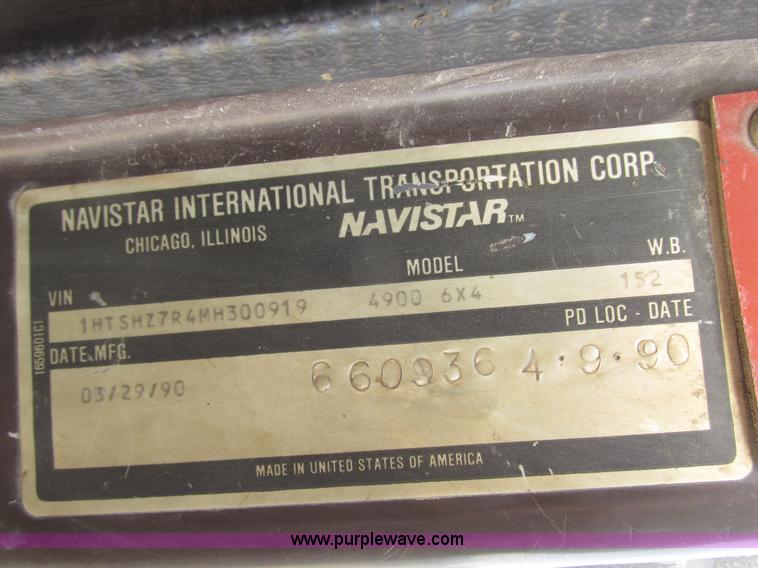 NAVISTAR INTERNATIONAL TRANSPORTATION CORP.
CHICAGO, ILLINOIS NAVISTAR™
VIN MODEL W.B.
1HTSHZ7R4MH300919 4900 6X4 152
DATE MFG. PD LOC - DATE
03/29/90 660936 4·9·90
MADE IN UNITED STATES OF AMERICA
1659601C1
www.purplewave.com